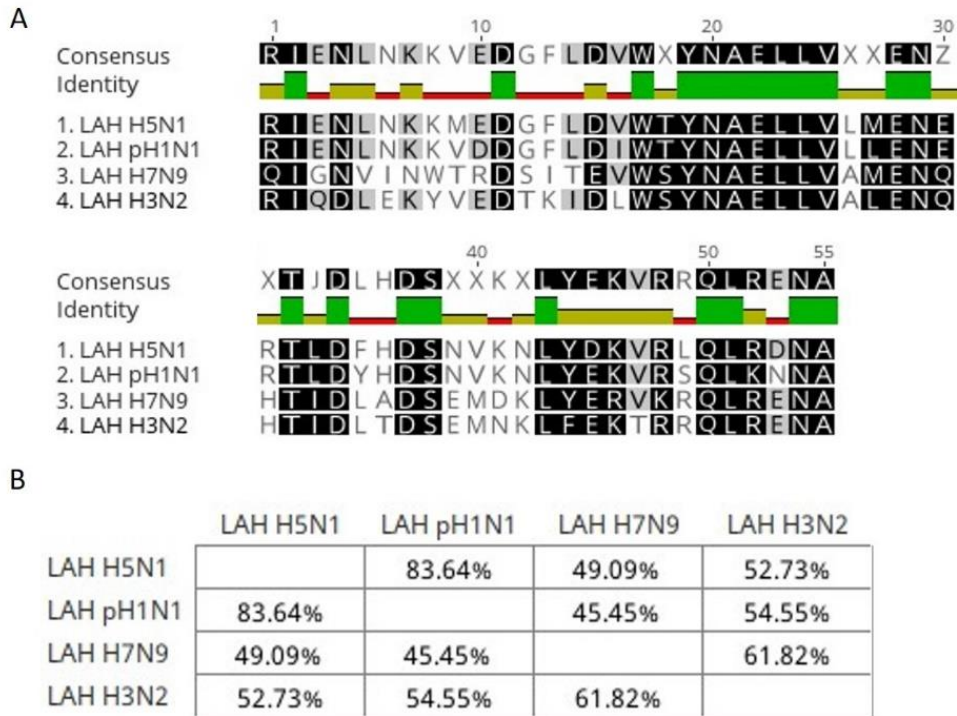 A
1 10 20 30
Consensus RIENLNKKVEDGFLDVWXYNAELLVXXENZ
Identity
1. LAH H5N1 RIENLNKKMEDGFLDVWTYNAELLVLMENE
2. LAH pH1N1 RIENLNKKVDDGFLDIWTYNAELLVLLENE
3. LAH H7N9 QIGNVINWTRDSITEVWSYNAELLVAMENQ
4. LAH H3N2 RIQDLEKYVEDTKIDLWSYNAELLVALENQ
40 50 55
Consensus XTJDLHDSXXKXLYEKVRRQLRENA
Identity
1. LAH H5N1 RTLDFHDSNVKNLYDKVRLQLRDNA
2. LAH pH1N1 RTLDYHDSNVKNLYEKVRSQLKNNA
3. LAH H7N9 HTIDLADSEMDKLYERVKRQLRENA
4. LAH H3N2 HTIDLTDSEMNKLFEKTRRQLRENA
B
LAH H5N1 LAH pH1N1 LAH H7N9 LAH H3N2
LAH H5N1 83.64% 49.09% 52.73%
LAH pH1N1 83.64% 45.45% 54.55%
LAH H7N9 49.09% 45.45% 61.82%
LAH H3N2 52.73% 54.55% 61.82%